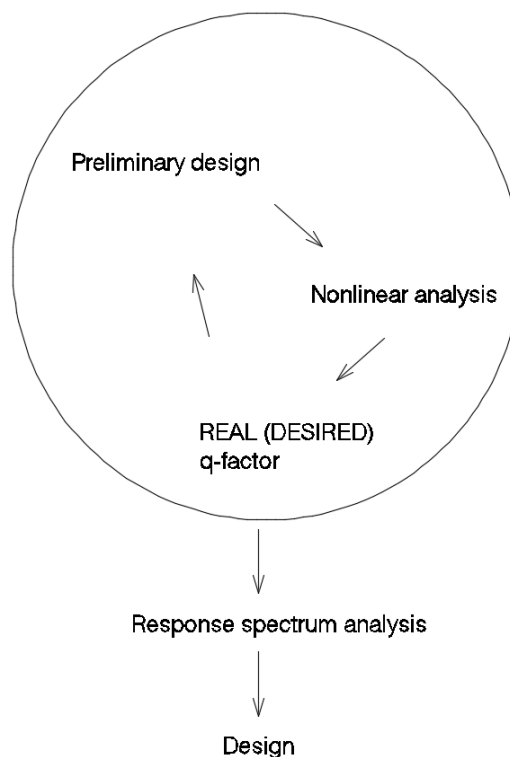 Preliminary design
Nonlinear analysis
REAL (DESIRED)
q-factor
Response spectrum analysis
Design